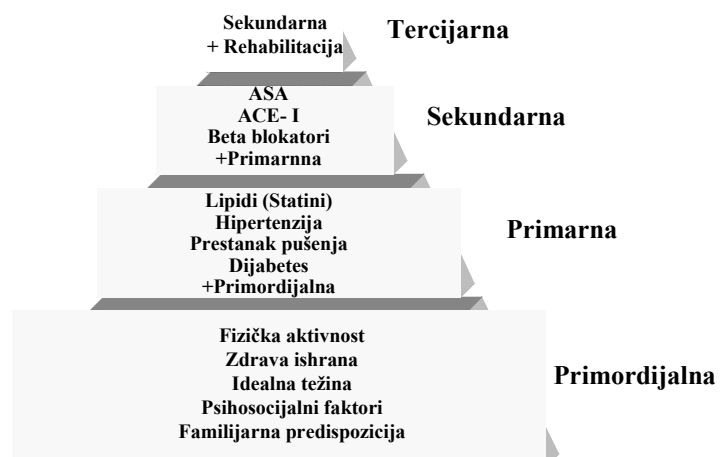 Sekundarna
+ Rehabilitacija
Tercijarna
ASA
ACE- I
Beta blokatori
+Primarnna
Sekundarna
Lipidi (Statini)
Hipertenzija
Prestanak pušenja
Dijabetes
+Primordijalna
Primarna
Fizička aktivnost
Zdrava ishrana
Idealna težina
Psihosocijalni faktori
Familijarna predispozicija
Primordijalna